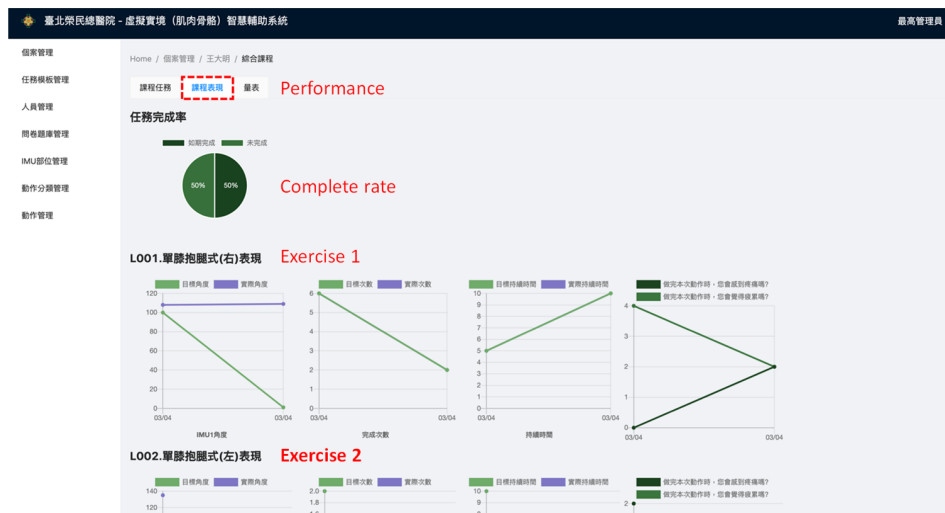 臺北榮民總醫院 - 虛擬實境（肌肉骨骼）智慧輔助系統
最高管理員
個案管理
任務模板管理
人員管理
問卷題庫管理
IMU部位管理
動作分類管理
動作管理
Home / 個案管理 / 王大明 / 綜合課程
課程任務 課程表現 量表 Performance
任務完成率
如期完成 未完成
50% 50%
Complete rate
L001.單膝抱腿式(右)表現 Exercise 1
目標角度 實際角度
120
100
80
60
40
20
0
03/04 03/04
IMU1角度
目標次數 實際次數
6
5
4
3
2
1
0
03/04 03/04
完成次數
目標持續時間 實際持續時間
10
9
8
7
6
5
4
3
2
1
0
03/04 03/04
持續時間
做完本次動作時，您會感到疼痛嗎?
做完本次動作時，您會覺得疲累嗎?
4
3
2
1
0
03/04 03/04
L002.單膝抱腿式(左)表現 Exercise 2
目標角度 實際角度
140
120
目標次數 實際次數
2.0
1.8
目標持續時間 實際持續時間
10
9
做完本次動作時，您會感到疼痛嗎?
做完本次動作時，您會覺得疲累嗎?
2